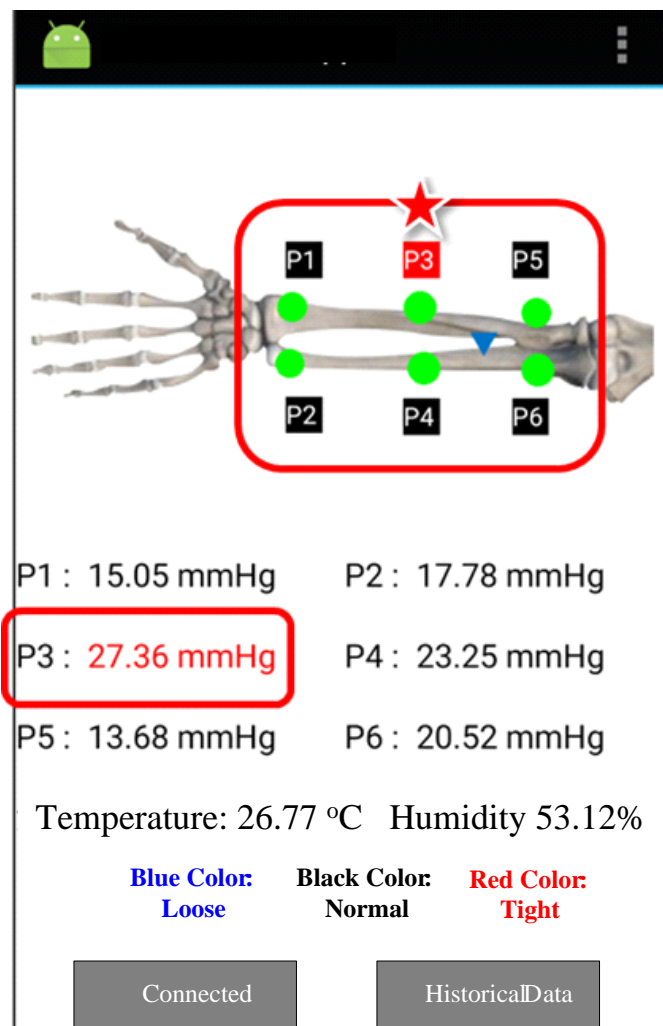 P1 P3 P5
P2 P4 P6
P1 : 15.05 mmHg P2 : 17.78 mmHg
P3 : 27.36 mmHg P4 : 23.25 mmHg
P5 : 13.68 mmHg P6 : 20.52 mmHg
Temperature: 26.77 ºC Humidity 53.12%
Blue Color: Black Color: Red Color:
Loose Normal Tight
Connected HistoricalData